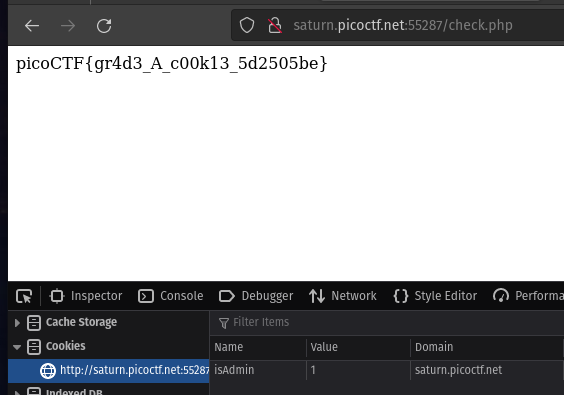 saturn.picoctf.net:55287/check.php
picoCTF{gr4d3_A_c00k13_5d2505be}
Inspector Console Debugger Network Style Editor Performa
Cache Storage Filter Items
Cookies Name Value Domain
http://saturn.picoctf.net:55287 isAdmin 1 saturn.picoctf.net
Indexed DB